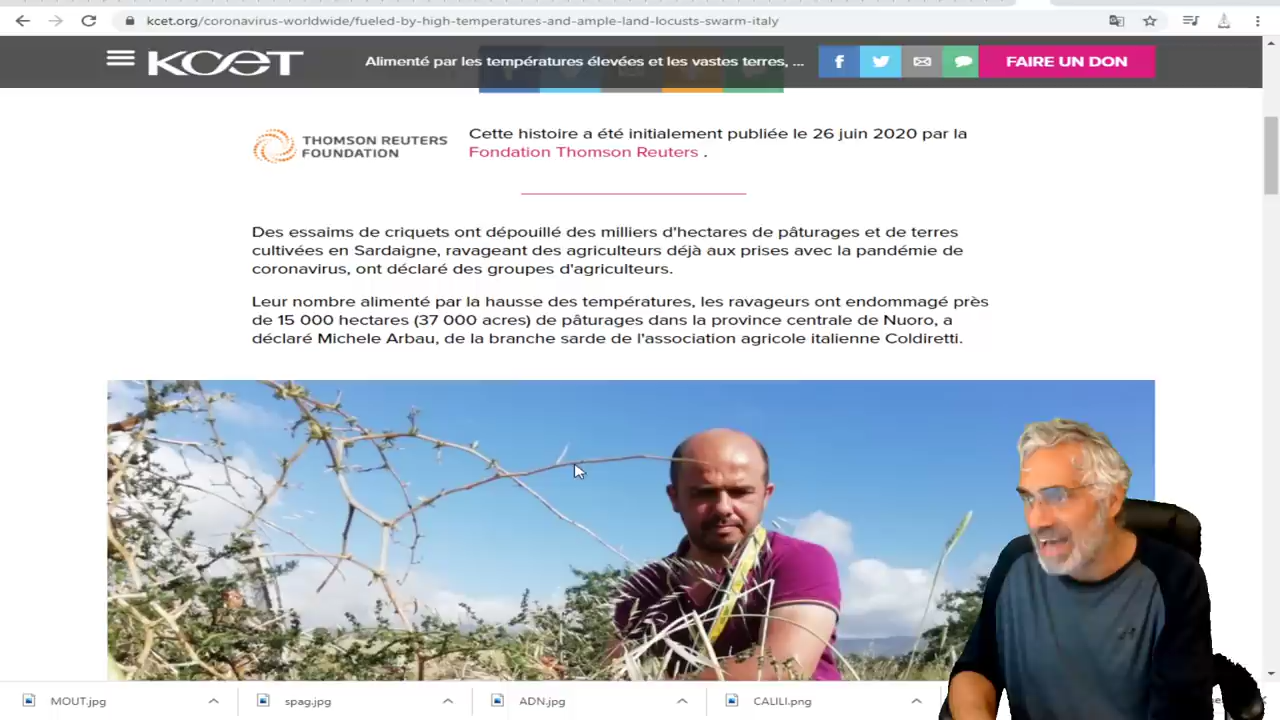 kcet.org/coronavirus-worldwide/fueled-by-high-temperatures-and-ample-land-locusts-swarm-italy
KCET
Alimenté par les températures élevées et les vastes terres, ...
FAIRE UN DON
THOMSON REUTERS
FOUNDATION
Cette histoire a été initialement publiée le 26 juin 2020 par la
Fondation Thomson Reuters .
Des essaims de criquets ont dépouillé des milliers d'hectares de pâturages et de terres
cultivées en Sardaigne, ravageant des agriculteurs déjà aux prises avec la pandémie de
coronavirus, ont déclaré des groupes d'agriculteurs.
Leur nombre alimenté par la hausse des températures, les ravageurs ont endommagé près
de 15 000 hectares (37 000 acres) de pâturages dans la province centrale de Nuoro, a
déclaré Michele Arbau, de la branche sarde de l'association agricole italienne Coldiretti.
MOUT.jpg
spag.jpg
ADN.jpg
CALILI.png